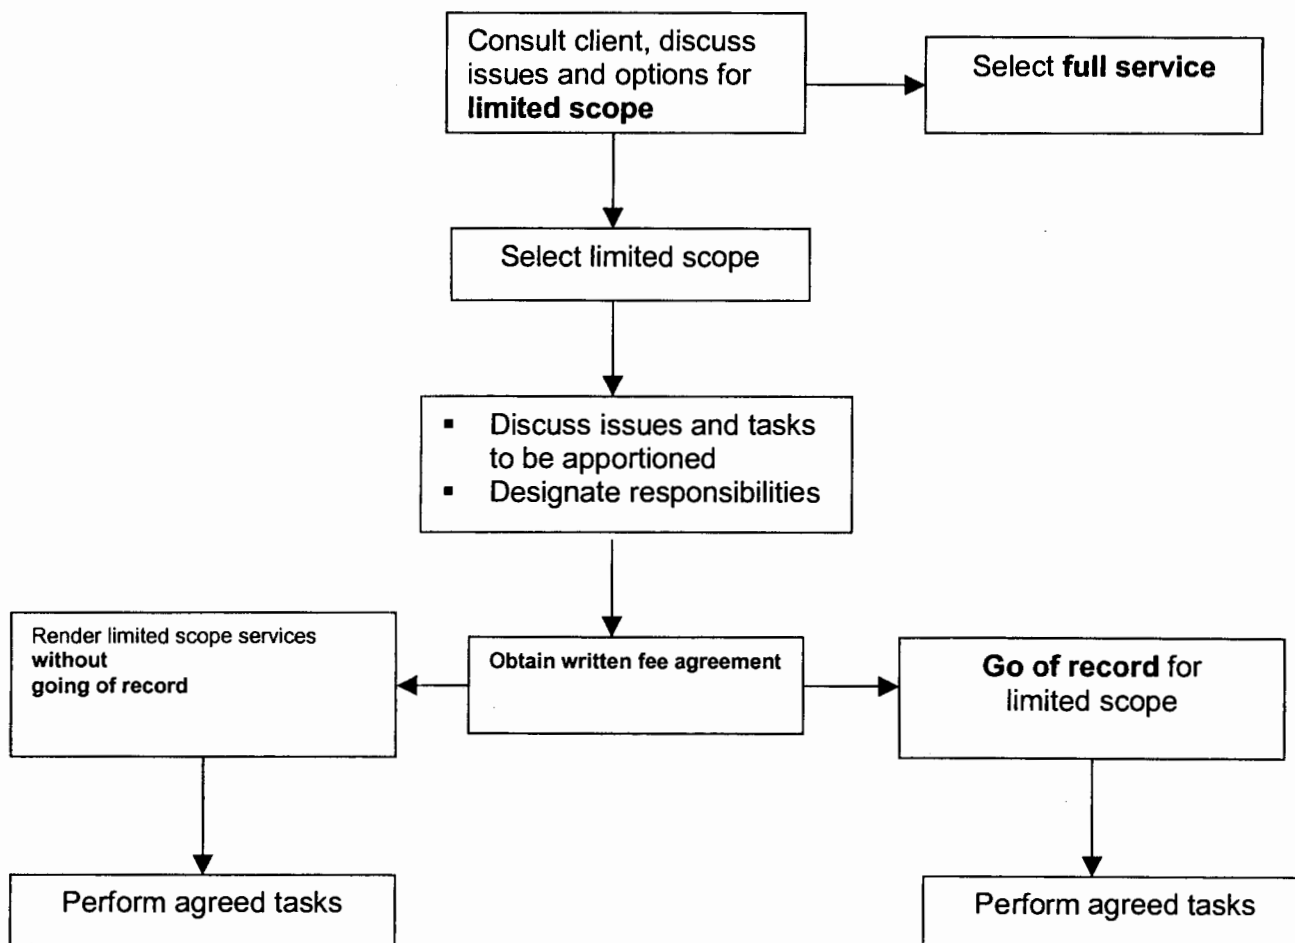 Consult client, discuss
issues and options for
limited scope
Select full service
Select limited scope
▪ Discuss issues and tasks
to be apportioned
▪ Designate responsibilities
Render limited scope services
without
going of record
Obtain written fee agreement
Go of record for
limited scope
Perform agreed tasks
Perform agreed tasks